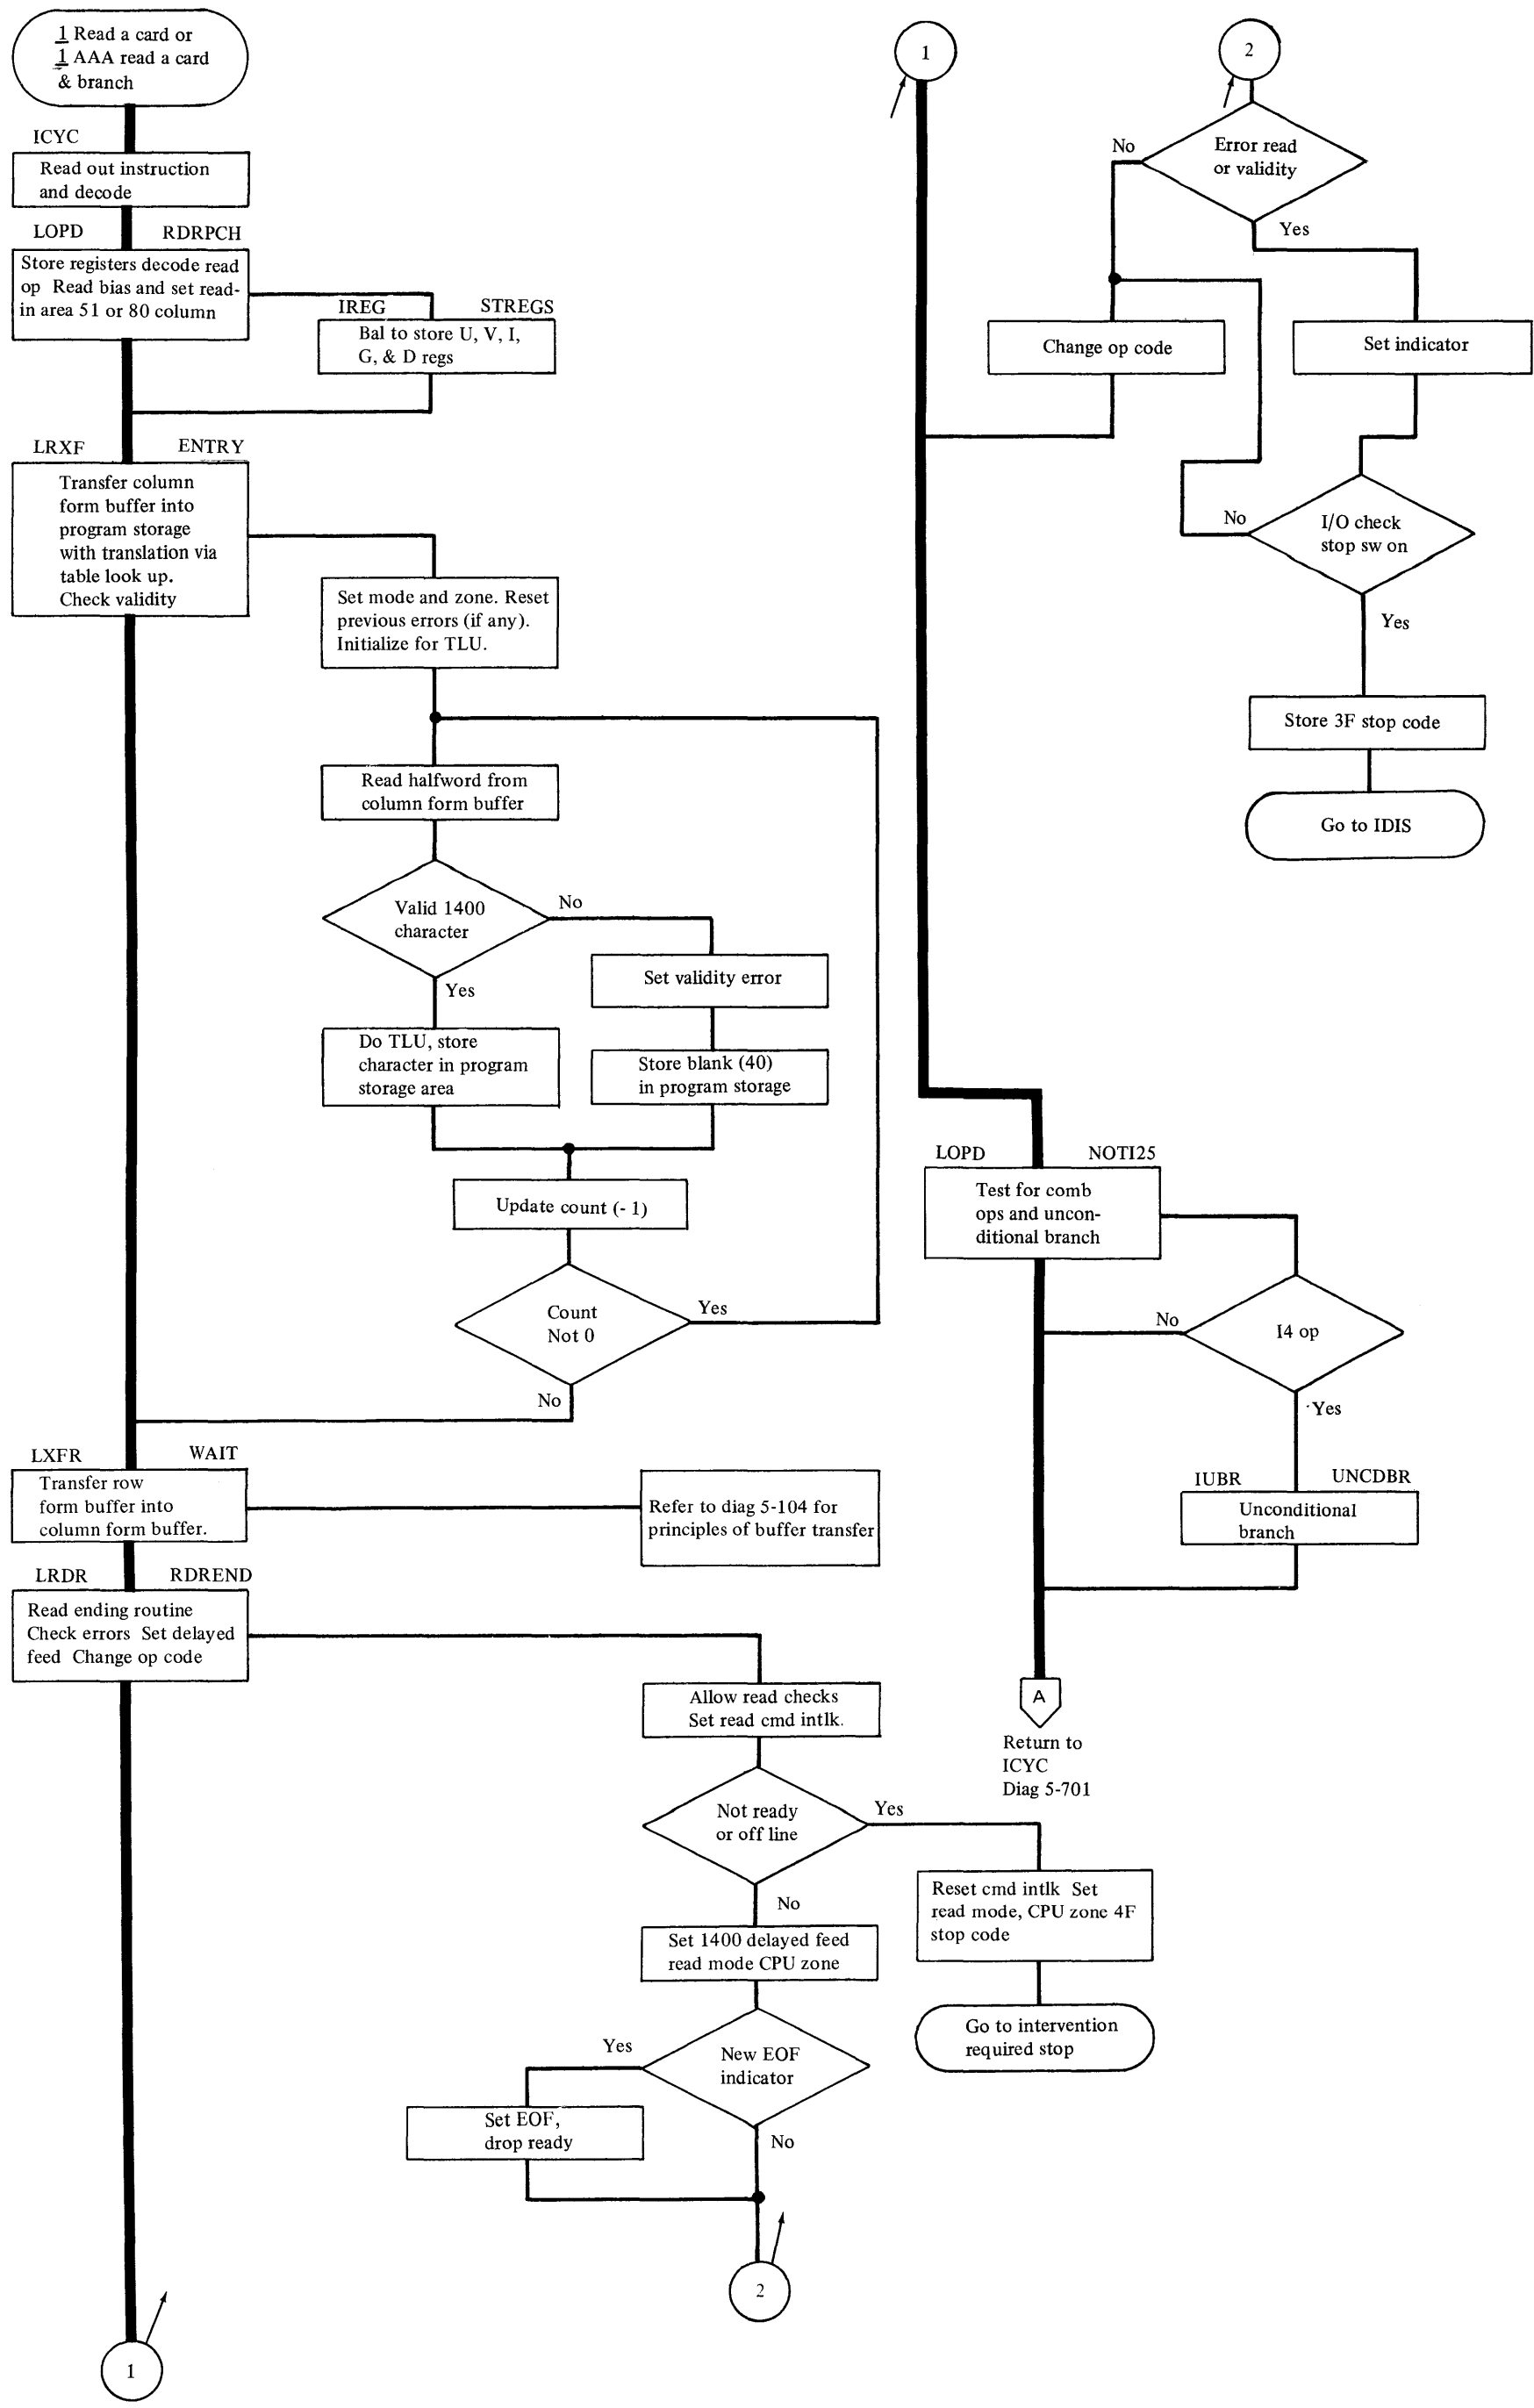 1 Read a card or
1 AAA read a card
& branch
ICYC
Read out instruction
and decode
LOPD RDRPCH
Store registers decode read
op Read bias and set read-
in area 51 or 80 column
IREG STREGS
Bal to store U, V, I,
G, & D regs
LRXF ENTRY
Transfer column
form buffer into
program storage
with translation via
table look up.
Check validity
Set mode and zone. Reset
previous errors (if any).
Initialize for TLU.
Read halfword from
column form buffer
Valid 1400
character
No
Yes
Set validity error
Do TLU, store
character in program
storage area
Store blank (40)
in program storage
Update count (- 1)
Count
Not 0
Yes
No
LXFR WAIT
Transfer row
form buffer into
column form buffer.
Refer to diag 5-104 for
principles of buffer transfer
LRDR RDREND
Read ending routine
Check errors Set delayed
feed Change op code
Allow read checks
Set read cmd intlk.
Not ready
or off line
Yes
No
Reset cmd intlk Set
read mode, CPU zone 4F
stop code
Set 1400 delayed feed
read mode CPU zone
Go to intervention
required stop
New EOF
indicator
Yes
No
Set EOF,
drop ready
2
1
1
2
Error read
or validity
No
Yes
Change op code
Set indicator
I/O check
stop sw on
No
Yes
Store 3F stop code
Go to IDIS
LOPD NOTI25
Test for comb
ops and uncon-
ditional branch
I4 op
No
Yes
IUBR UNCDBR
Unconditional
branch
A
Return to
ICYC
Diag 5-701